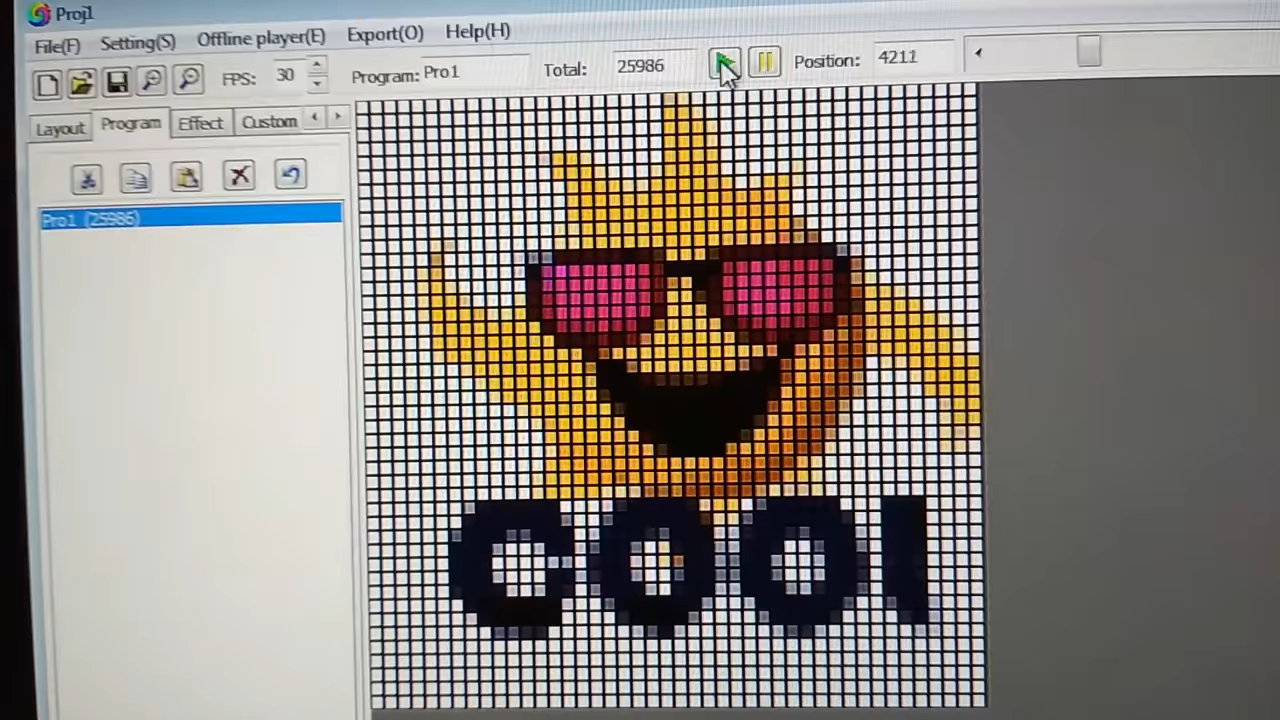 Proj1
File(F) Setting(S) Offline player(E) Export(O) Help(H)
FPS: 30 Program: Pro1 Total: 25986 Position: 4211
Layout Program Effect Custom
Pro1 (25986)
COOl